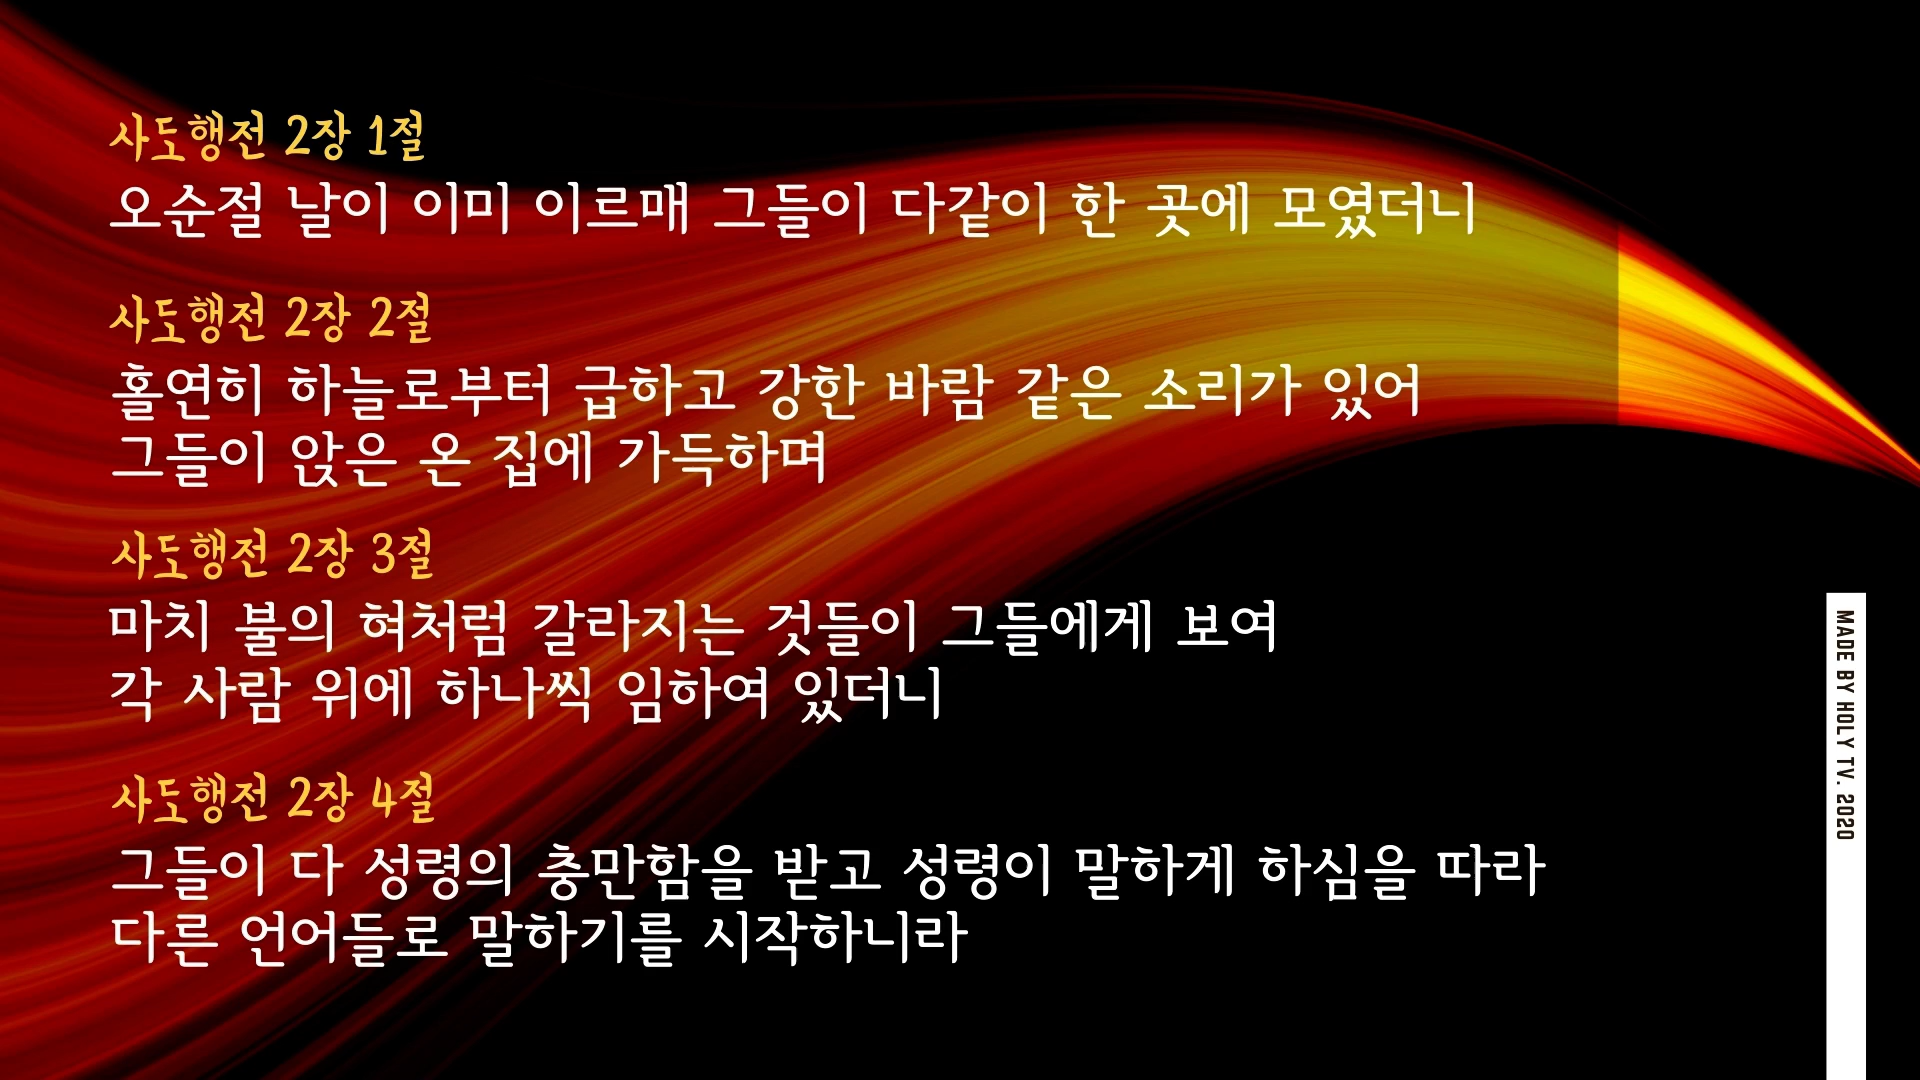 사도행전 2장 1절
오순절 날이 이미 이르매 그들이 다같이 한 곳에 모였더니
사도행전 2장 2절
홀연히 하늘로부터 급하고 강한 바람 같은 소리가 있어
그들이 앉은 온 집에 가득하며
사도행전 2장 3절
마치 불의 혀처럼 갈라지는 것들이 그들에게 보여
각 사람 위에 하나씩 임하여 있더니
사도행전 2장 4절
그들이 다 성령의 충만함을 받고 성령이 말하게 하심을 따라
다른 언어들로 말하기를 시작하니라
MADE BY HOLY TV. 2020